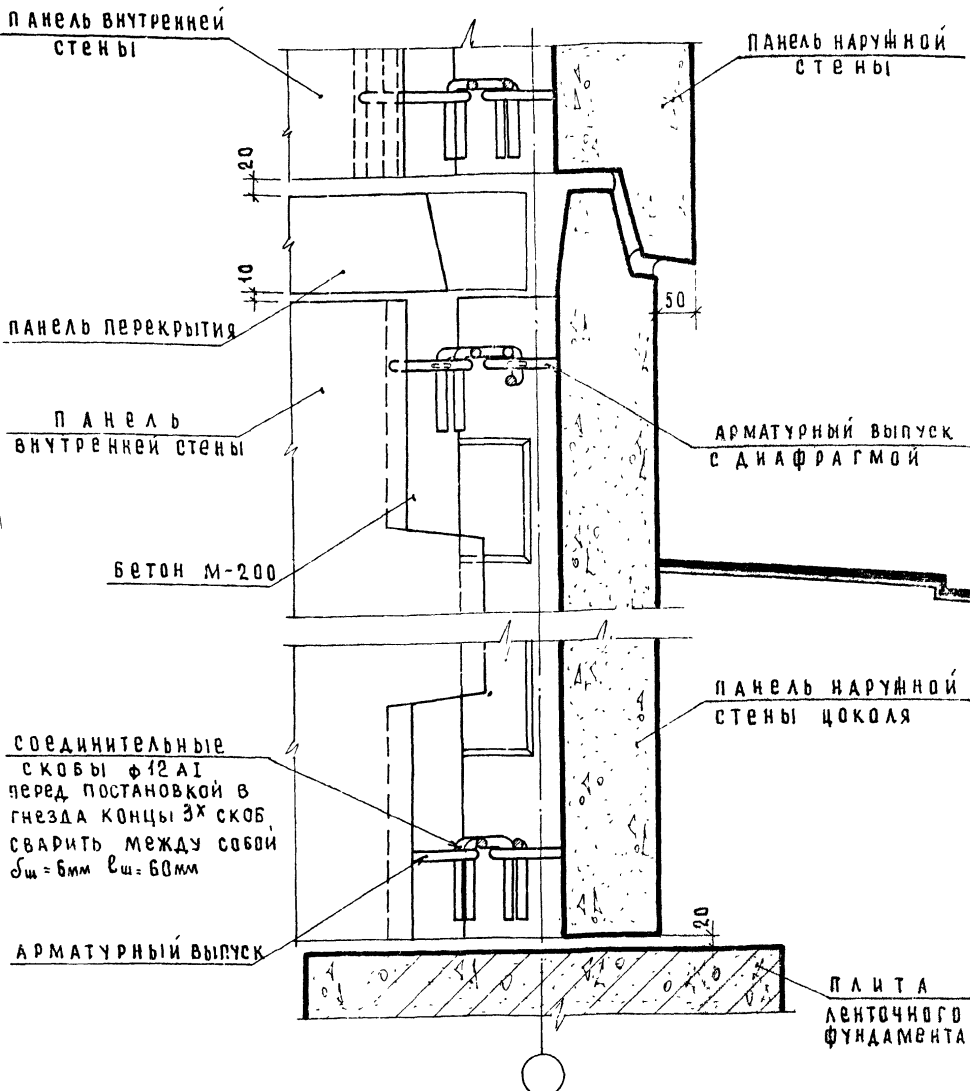 ПАНЕЛЬ ВНУТРЕННЕЙ
СТЕНЫ
ПАНЕЛЬ НАРУЖНОЙ
СТЕНЫ
20
10
50
ПАНЕЛЬ ПЕРЕКРЫТИЯ
ПАНЕЛЬ
ВНУТРЕННЕЙ СТЕНЫ
АРМАТУРНЫЙ ВЫПУСК
С ДИАФРАГМОЙ
БЕТОН М-200
ПАНЕЛЬ НАРУЖНОЙ
СТЕНЫ ЦОКОЛЯ
СОЕДИНИТЕЛЬНЫЕ
СКОБЫ ф12АI
ПЕРЕД ПОСТАНОВКОЙ В
ГНЕЗДА КОНЦЫ 3Х СКОБ
СВАРИТЬ МЕЖДУ СОБОЙ
δш=6мм ℓш=60мм
20
АРМАТУРНЫЙ ВЫПУСК
ПЛИТА
ЛЕНТОЧНОГО
ФУНДАМЕНТА